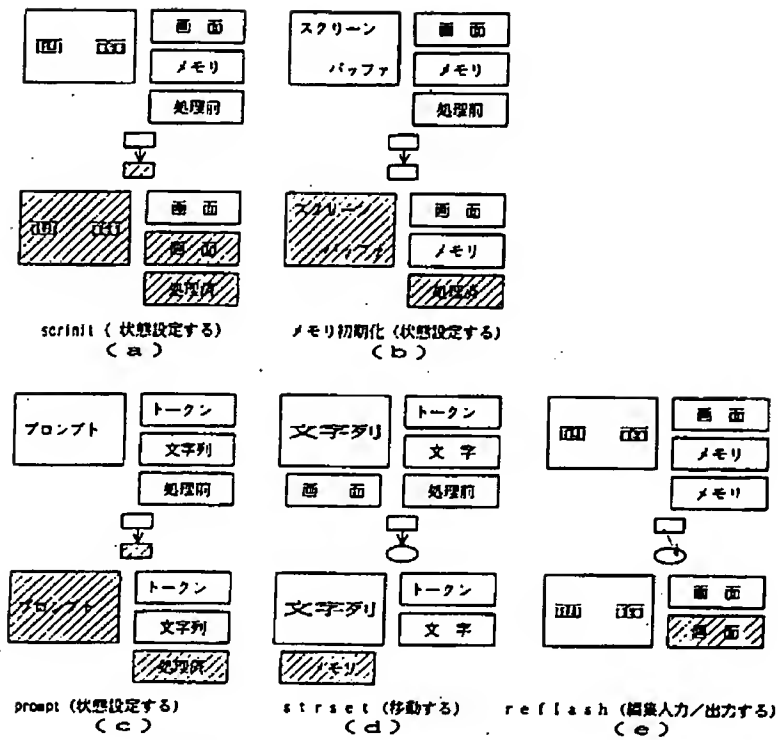 画 面
画 面
メモリ
処理前
画 面
画 面
画 面
処理済
scrinit (状態設定する)
(a)
スクリーン
バッファ
画 面
メモリ
処理前
スクリーン
バッファ
画 面
メモリ
処理済
メモリ初期化 (状態設定する)
(b)
プロンプト
トークン
文字列
処理前
プロンプト
トークン
文字列
処理済
prompt (状態設定する)
(c)
文字列
画 面
トークン
文 字
処理前
文字列
メモリ
トークン
文 字
strset (移動する)
(d)
画 面
画 面
メモリ
メモリ
画 面
画 面
画 面
reflash (編集入力/出力する)
(e)